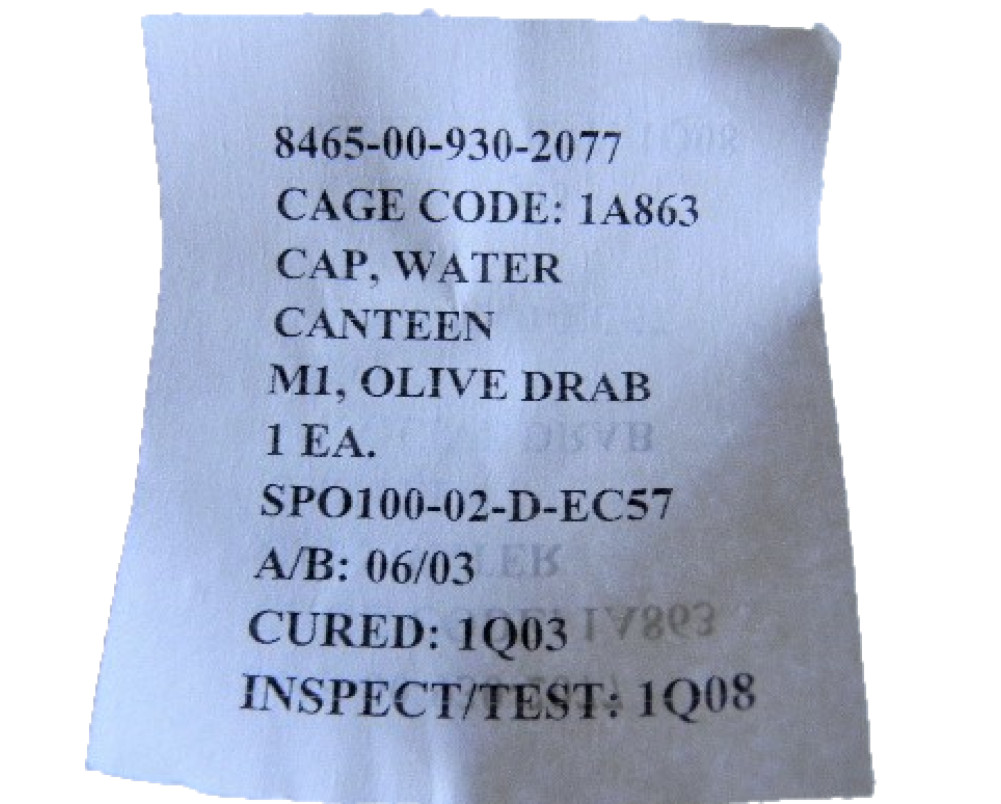 8465-00-930-2077
CAGE CODE: 1A863
CAP, WATER
CANTEEN
M1, OLIVE DRAB
1 EA.
SPO100-02-D-EC57
A/B: 06/03
CURED: 1Q03
INSPECT/TEST: 1Q08